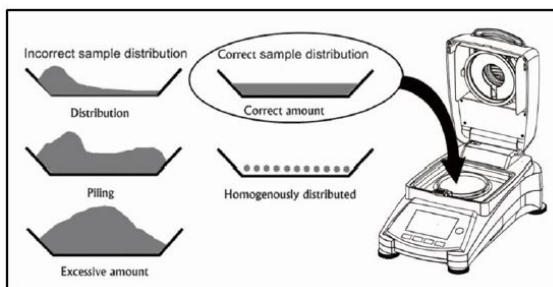 Incorrect sample distribution
Distribution
Piling
Excessive amount
Correct sample distribution
Correct amount
Homogenously distributed